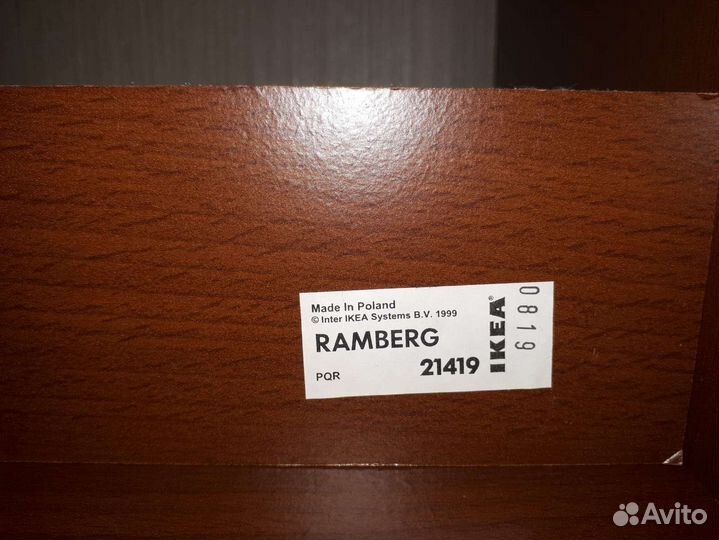 Made In Poland
© Inter IKEA Systems B.V. 1999
RAMBERG
PQR
21419
IKEA®
0819
Avito